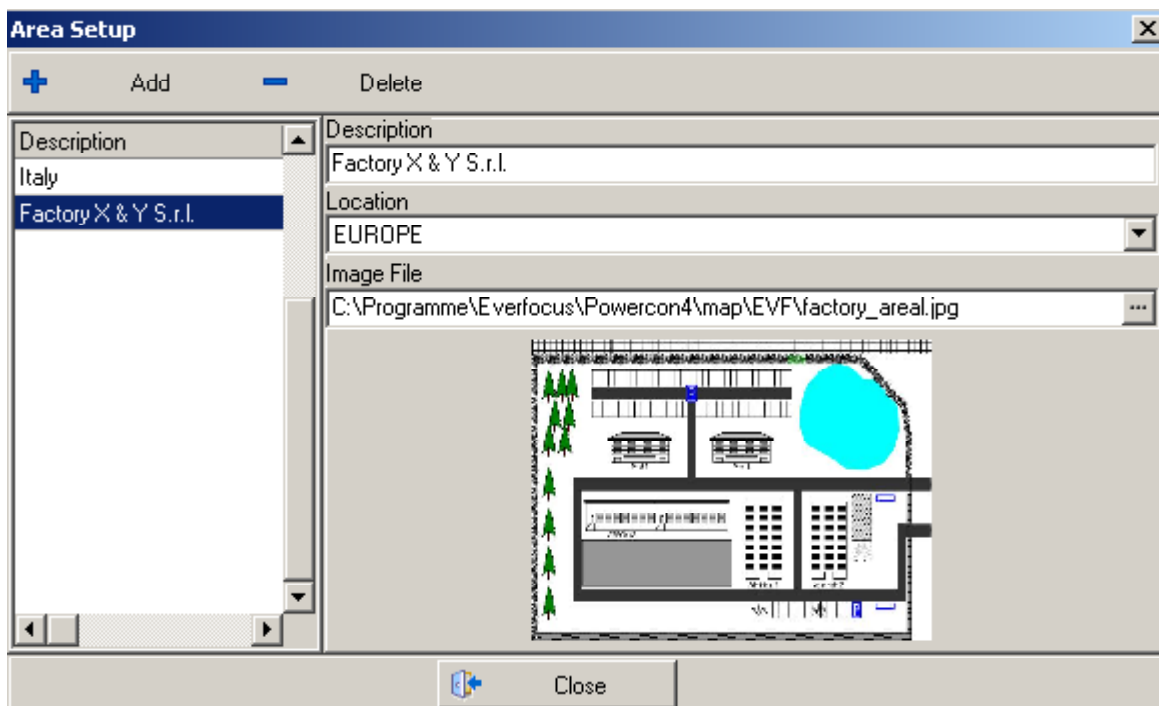 Area Setup
Add Delete
Description
Italy
Factory X & Y S.r.l.
Description
Factory X & Y S.r.l.
Location
EUROPE
Image File
C:\Programme\Everfocus\Powercon4\map\EVF\factory_areal.jpg
...
P
Close